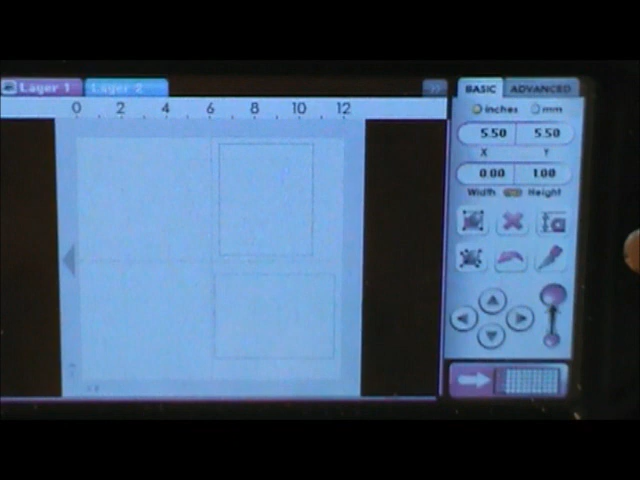 Layer 1 Layer 2
BASIC ADVANCED
0 2 4 6 8 10 12
inches mm
5.50 5.50
X Y
0.00 1.00
Width Height